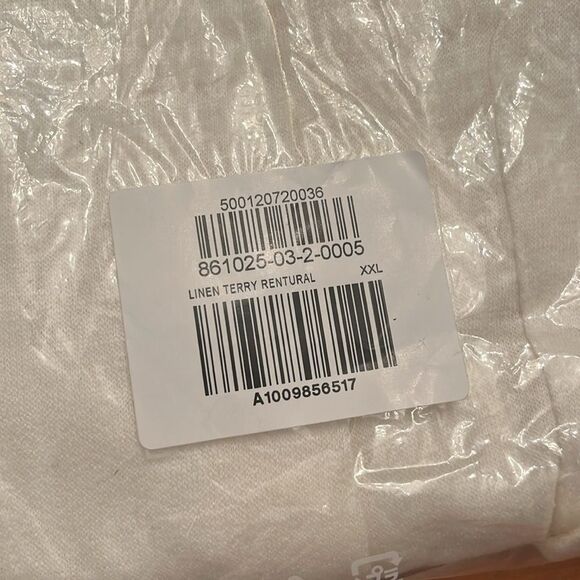 500120720036
861025-03-2-0005
LINEN TERRY RENTURAL XXL
A1009856517